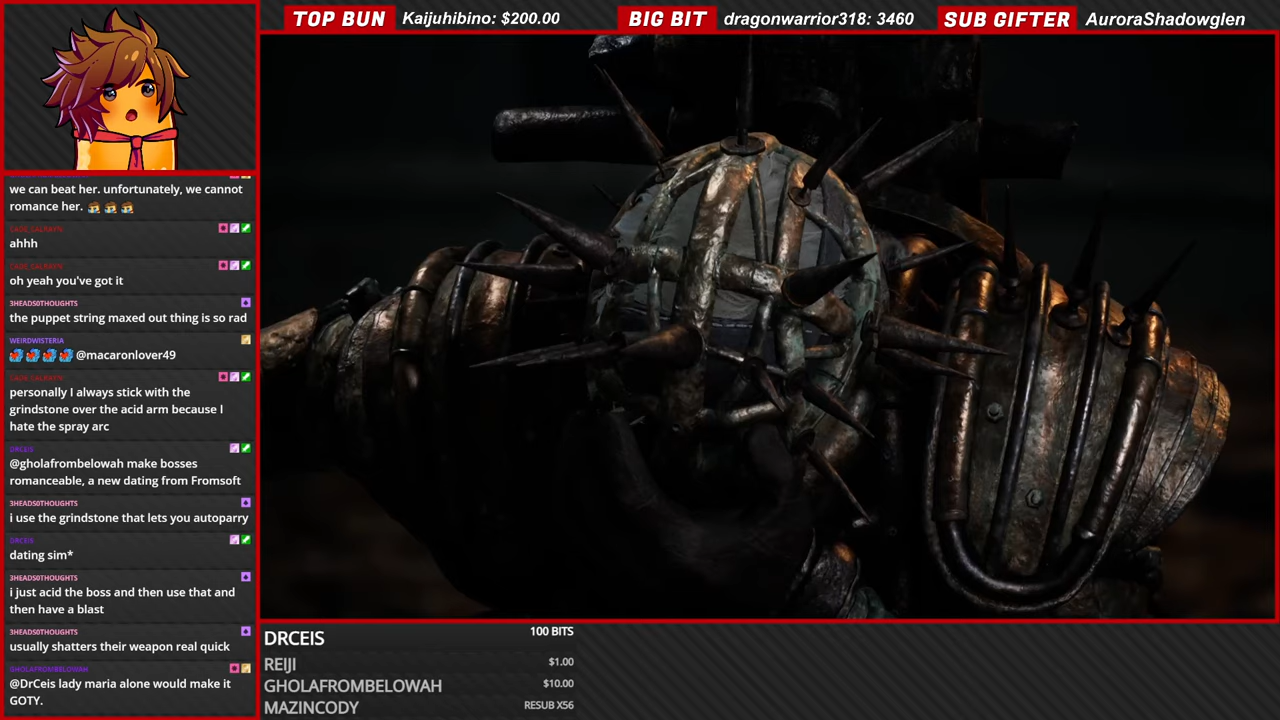 TOP BUN Kaijuhibino: $200.00 BIG BIT dragonwarrior318: 3460 SUB GIFTER AuroraShadowglen
we can beat her. unfortunately, we cannot
romance her.
ahhh
oh yeah you've got it
3HEADS0THOUGHTS
the puppet string maxed out thing is so rad
WEIRDWISTERIA
@macaronlover49
personally I always stick with the
grindstone over the acid arm because I
hate the spray arc
DRCEIS
@gholafrombelowah make bosses
romanceable, a new dating from Fromsoft
3HEADS0THOUGHTS
i use the grindstone that lets you autoparry
DRCEIS
dating sim*
3HEADS0THOUGHTS
i just acid the boss and then use that and
then have a blast
3HEADS0THOUGHTS
usually shatters their weapon real quick
GHOLAFROMBELOWAH
@DrCeis lady maria alone would make it
GOTY.
DRCEIS 100 BITS
REIJI $1.00
GHOLAFROMBELOWAH $10.00
MAZINCODY RESUB X56